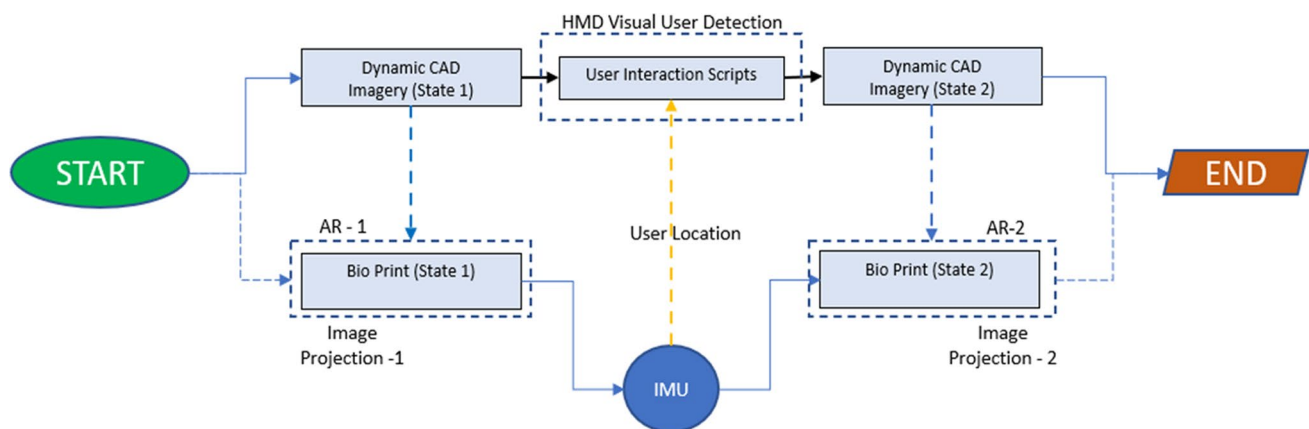 HMD Visual User Detection
Dynamic CAD
Imagery (State 1)
User Interaction Scripts
Dynamic CAD
Imagery (State 2)
START
END
AR - 1
User Location
AR-2
Bio Print (State 1)
Bio Print (State 2)
Image
Projection -1
Image
Projection - 2
IMU